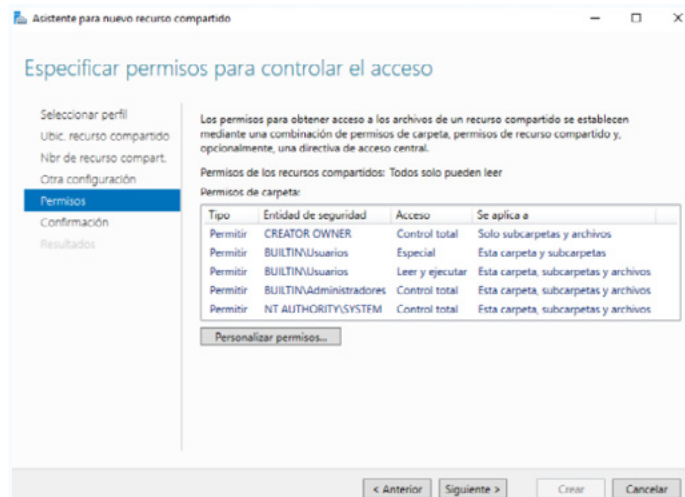 Asistente para nuevo recurso compartido
Especificar permisos para controlar el acceso
Seleccionar perfil
Ubic. recurso compartido
Nbr de recurso compart.
Otra configuración
Permisos
Confirmación
Resultados
Los permisos para obtener acceso a los archivos de un recurso compartido se establecen
mediante una combinación de permisos de carpeta, permisos de recurso compartido y,
opcionalmente, una directiva de acceso central.
Permisos de los recursos compartidos: Todos solo pueden leer
Permisos de carpeta:
Tipo Entidad de seguridad Acceso Se aplica a
Permitir CREATOR OWNER Control total Solo subcarpetas y archivos
Permitir BUILTIN\Usuarios Especial Esta carpeta y subcarpetas
Permitir BUILTIN\Usuarios Leer y ejecutar Esta carpeta, subcarpetas y archivos
Permitir BUILTIN\Administradores Control total Esta carpeta, subcarpetas y archivos
Permitir NT AUTHORITY\SYSTEM Control total Esta carpeta, subcarpetas y archivos
Personalizar permisos...
< Anterior Siguiente > Crear Cancelar